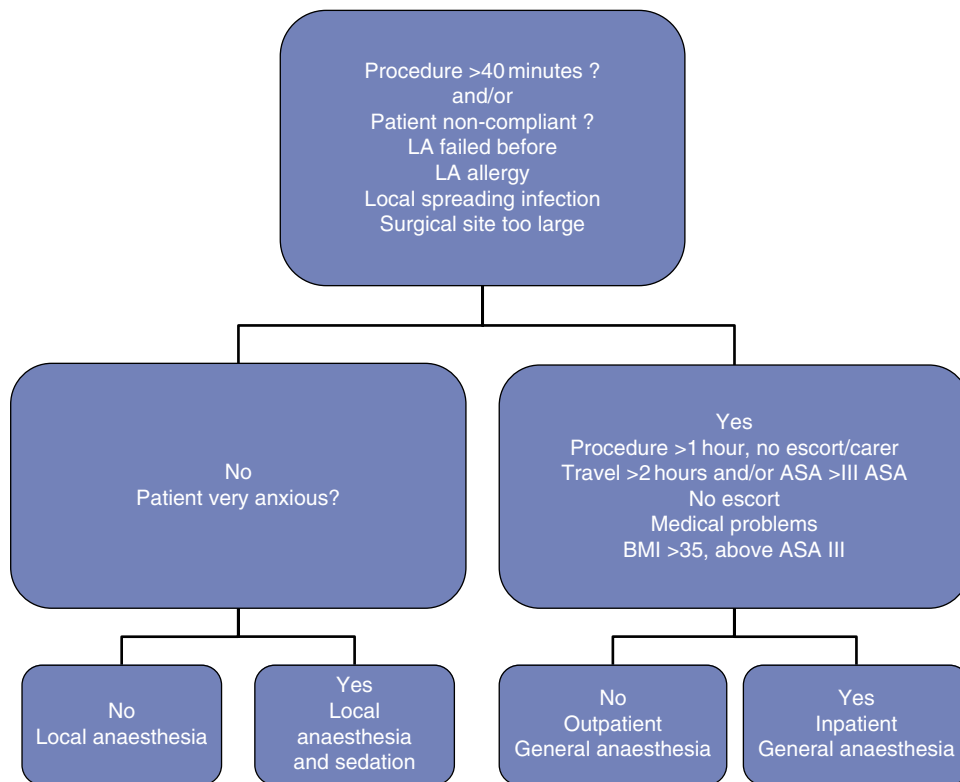 Procedure >40 minutes ?
and/or
Patient non-compliant ?
LA failed before
LA allergy
Local spreading infection
Surgical site too large
No
Patient very anxious?
Yes
Procedure >1 hour, no escort/carer
Travel >2 hours and/or ASA >III ASA
No escort
Medical problems
BMI >35, above ASA III
No
Local anaesthesia
Yes
Local
anaesthesia
and sedation
No
Outpatient
General anaesthesia
Yes
Inpatient
General anaesthesia